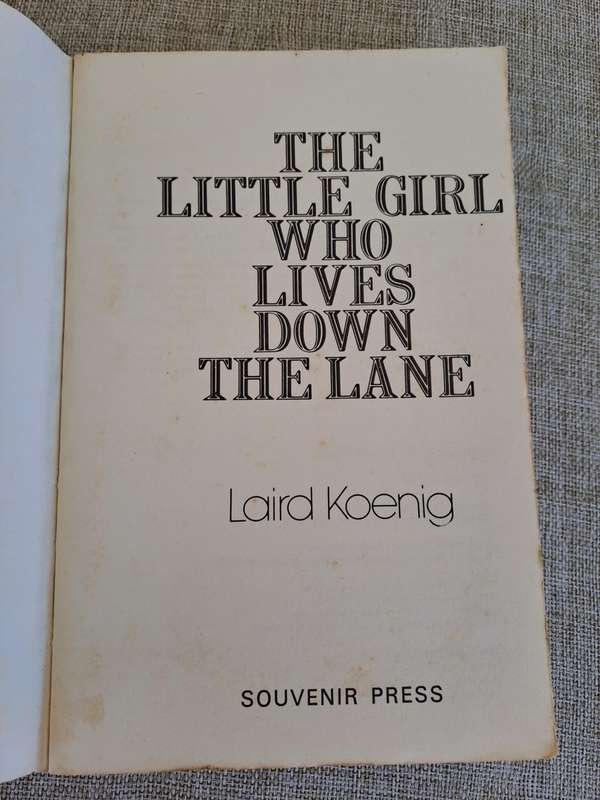 THE
LITTLE GIRL
WHO
LIVES
DOWN
THE LANE
Laird Koenig
SOUVENIR PRESS